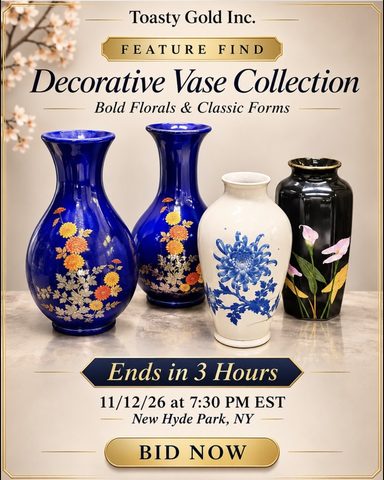 Toasty Gold Inc.
FEATURE FIND
Decorative Vase Collection
Bold Florals & Classic Forms
Ends in 3 Hours
11/12/26 at 7:30 PM EST
New Hyde Park, NY
BID NOW